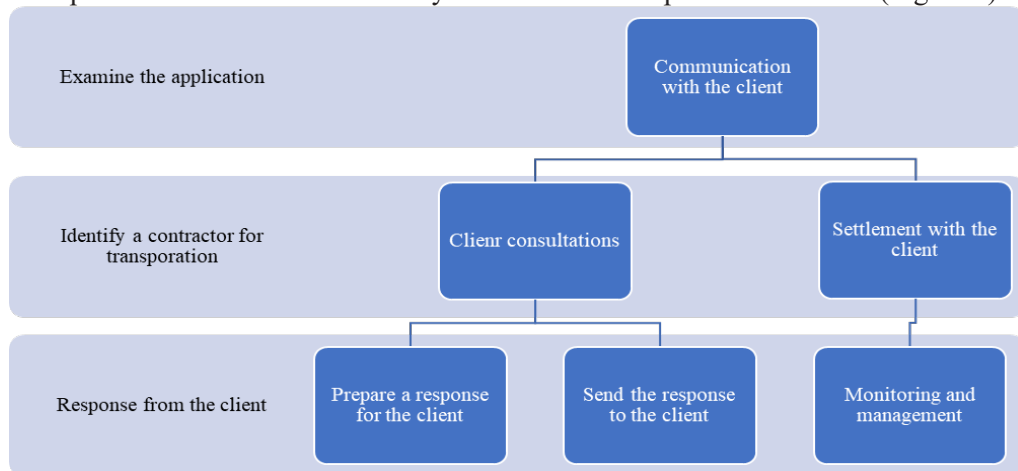 Examine the application
Communication
with the client
Identify a contractor for
transporation
Clienr consultations
Settlement with the
client
Response from the client
Prepare a response
for the client
Send the response
to the client
Monitoring and
management